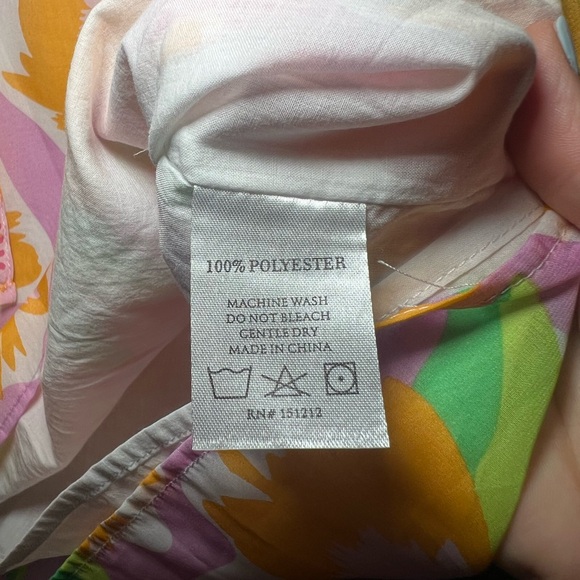 100% POLYESTER
MACHINE WASH
DO NOT BLEACH
GENTLE DRY
MADE IN CHINA
RN# 151212